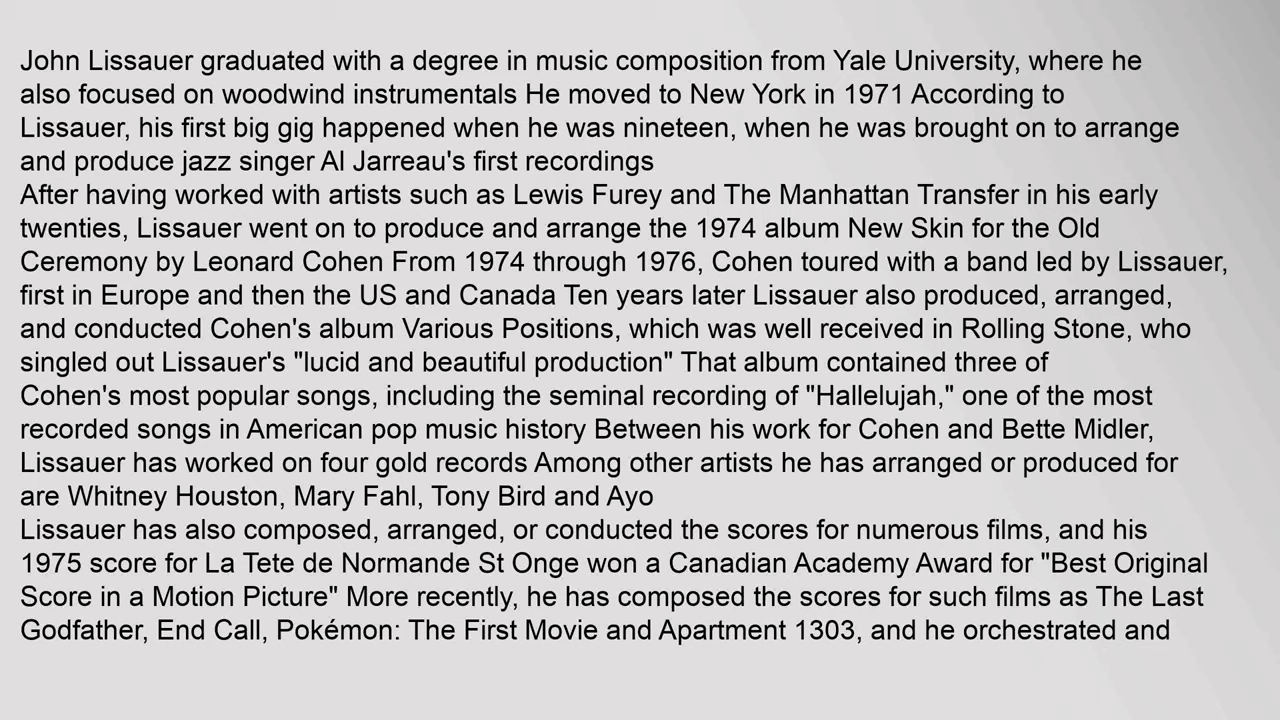 John Lissauer graduated with a degree in music composition from Yale University, where he
also focused on woodwind instrumentals He moved to New York in 1971 According to
Lissauer, his first big gig happened when he was nineteen, when he was brought on to arrange
and produce jazz singer Al Jarreau's first recordings
After having worked with artists such as Lewis Furey and The Manhattan Transfer in his early
twenties, Lissauer went on to produce and arrange the 1974 album New Skin for the Old
Ceremony by Leonard Cohen From 1974 through 1976, Cohen toured with a band led by Lissauer,
first in Europe and then the US and Canada Ten years later Lissauer also produced, arranged,
and conducted Cohen's album Various Positions, which was well received in Rolling Stone, who
singled out Lissauer's "lucid and beautiful production" That album contained three of
Cohen's most popular songs, including the seminal recording of "Hallelujah," one of the most
recorded songs in American pop music history Between his work for Cohen and Bette Midler,
Lissauer has worked on four gold records Among other artists he has arranged or produced for
are Whitney Houston, Mary Fahl, Tony Bird and Ayo
Lissauer has also composed, arranged, or conducted the scores for numerous films, and his
1975 score for La Tete de Normande St Onge won a Canadian Academy Award for "Best Original
Score in a Motion Picture" More recently, he has composed the scores for such films as The Last
Godfather, End Call, Pokémon: The First Movie and Apartment 1303, and he orchestrated and